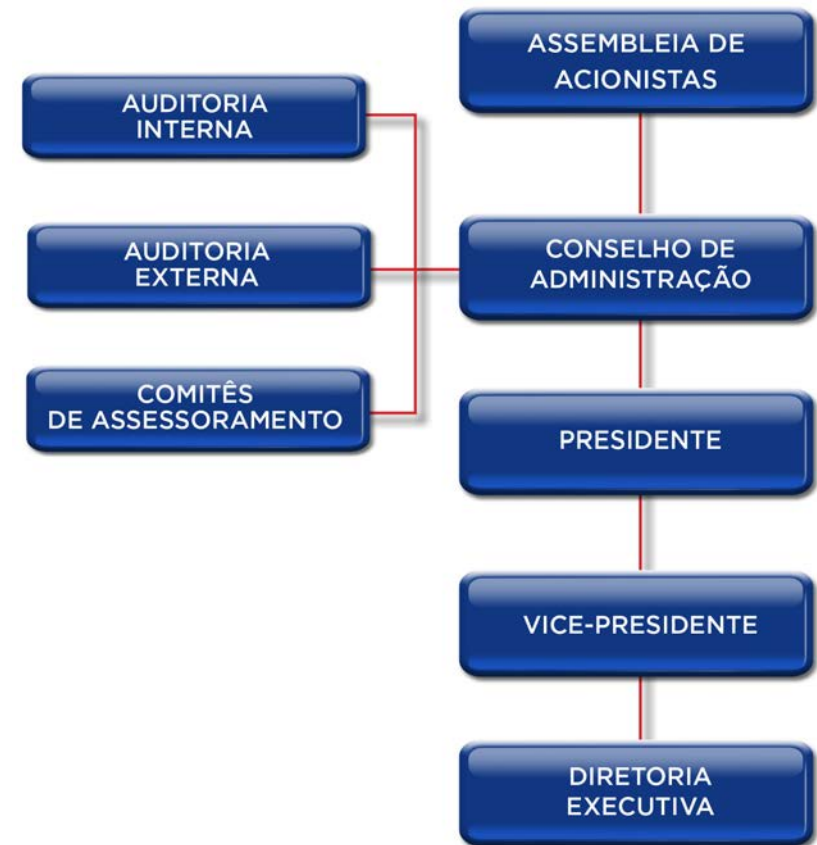 ASSEMBLEIA DE
ACIONISTAS
AUDITORIA
INTERNA
AUDITORIA
EXTERNA
CONSELHO DE
ADMINISTRAÇÃO
COMITÊS
DE ASSESSORAMENTO
PRESIDENTE
VICE-PRESIDENTE
DIRETORIA
EXECUTIVA